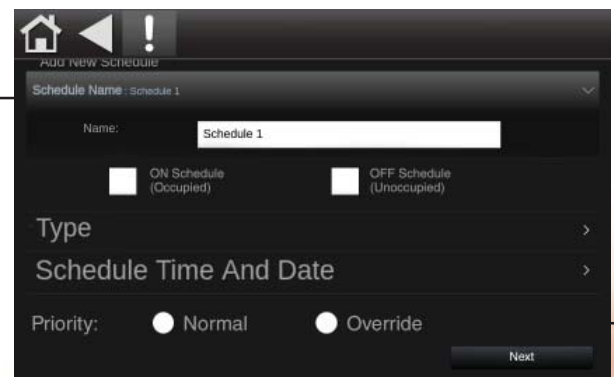 Add New Schedule
Schedule Name : Schedule 1
Name: Schedule 1
ON Schedule (Occupied) OFF Schedule (Unoccupied)
Type
Schedule Time And Date
Priority: Normal Override
Next